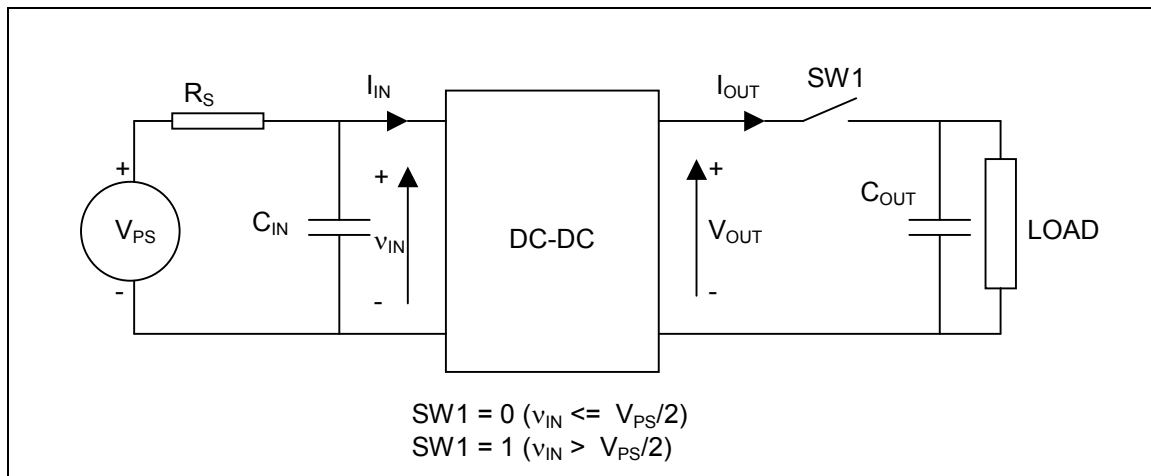 SW1
I_IN
I_OUT
R_S
+
+
+
V_PS
C_IN
ν_IN
DC-DC
V_OUT
C_OUT
LOAD
-
-
-
SW1 = 0 (ν_IN <= V_PS/2)
SW1 = 1 (ν_IN > V_PS/2)